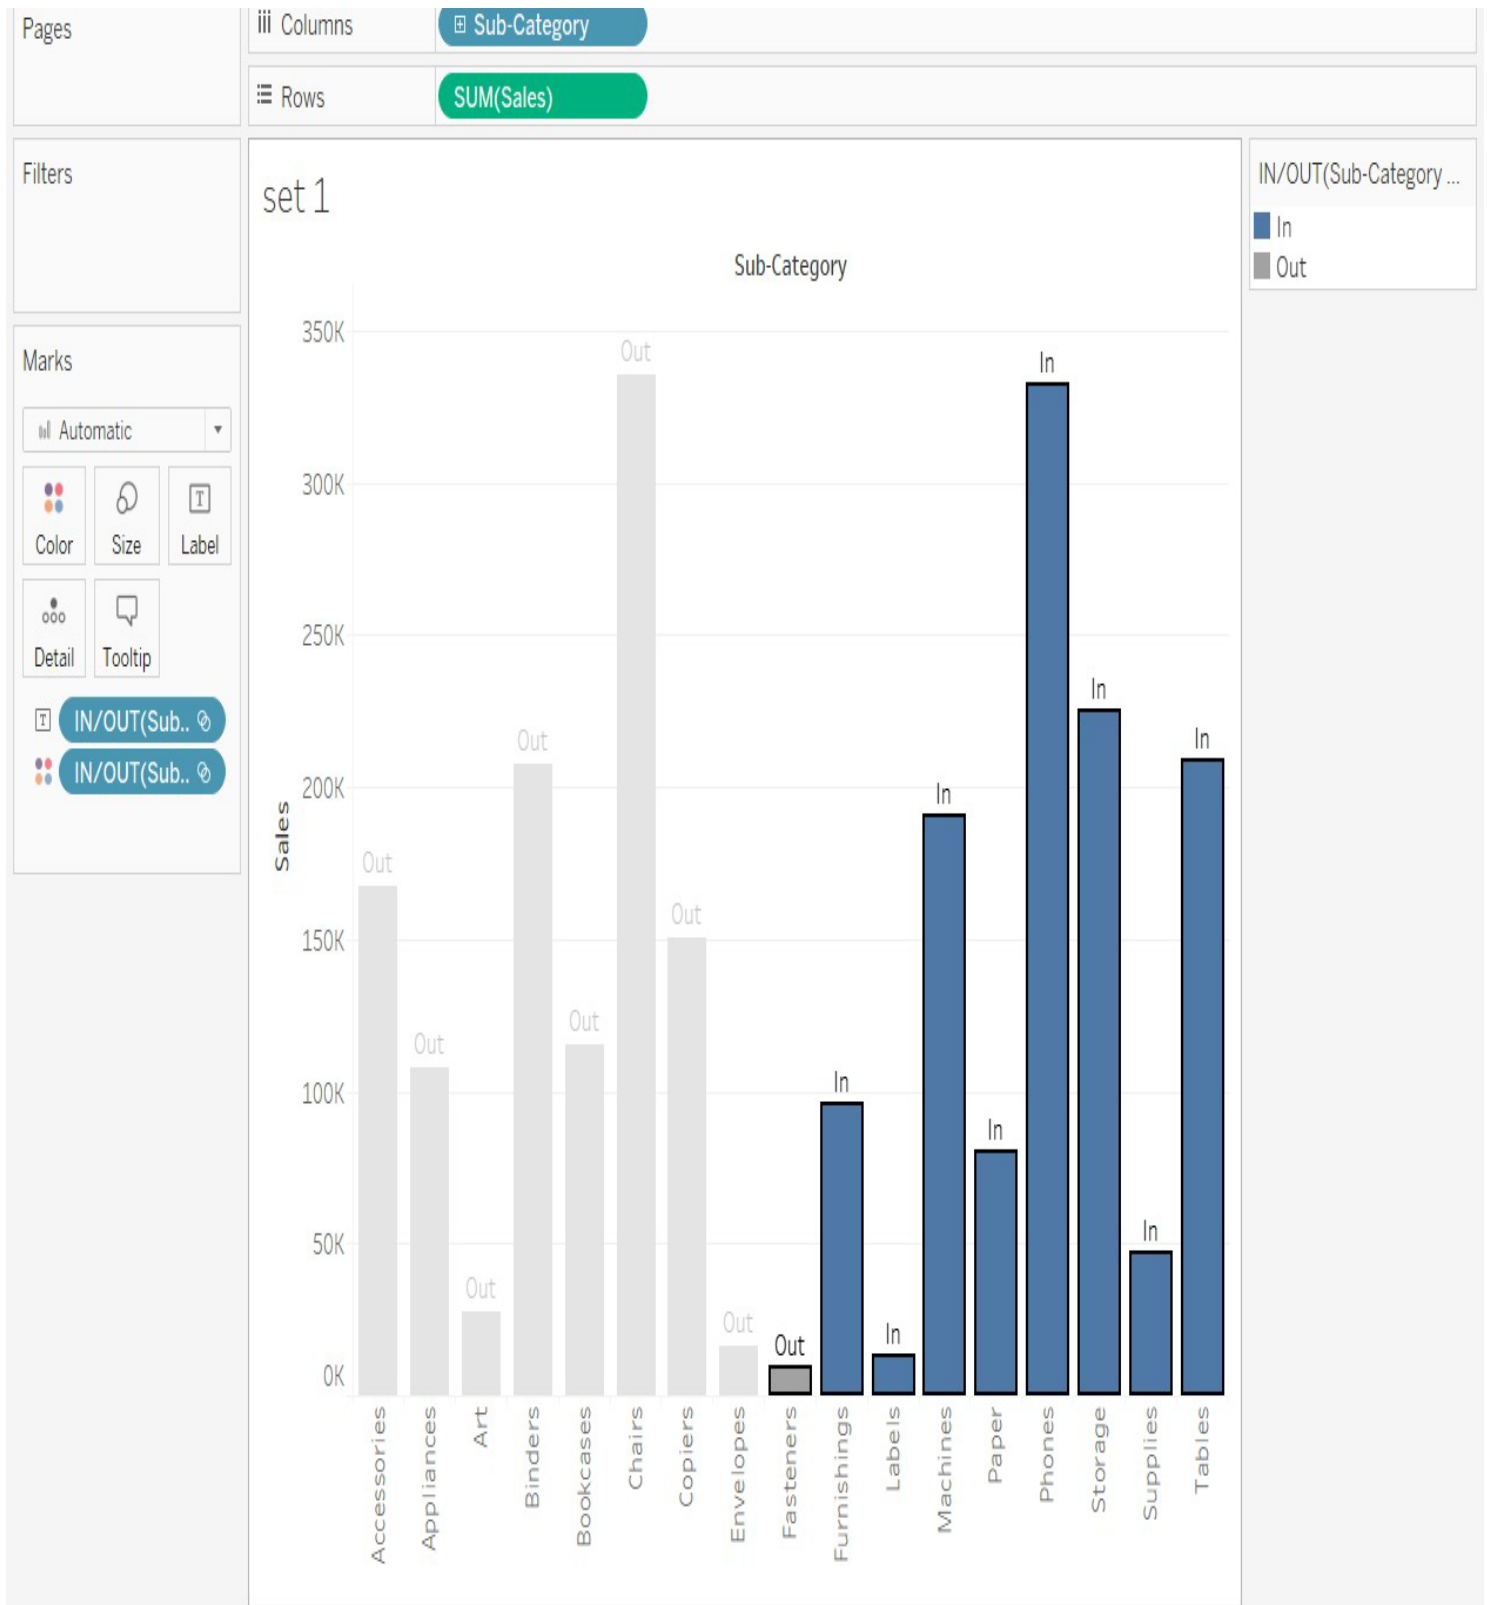 Pages
Columns
Sub-Category
Rows
SUM(Sales)
Filters
set 1
IN/OUT(Sub-Category ...
In
Out
Marks
Automatic
Color
Size
Label
Detail
Tooltip
IN/OUT(Sub..
IN/OUT(Sub..
Sub-Category
Sales
350K
300K
250K
200K
150K
100K
50K
0K
Out
Out
Out
Out
Out
Out
Out
Out
Out
In
In
In
In
In
In
In
In
Accessories
Appliances
Art
Binders
Bookcases
Chairs
Copiers
Envelopes
Fasteners
Furnishings
Labels
Machines
Paper
Phones
Storage
Supplies
Tables